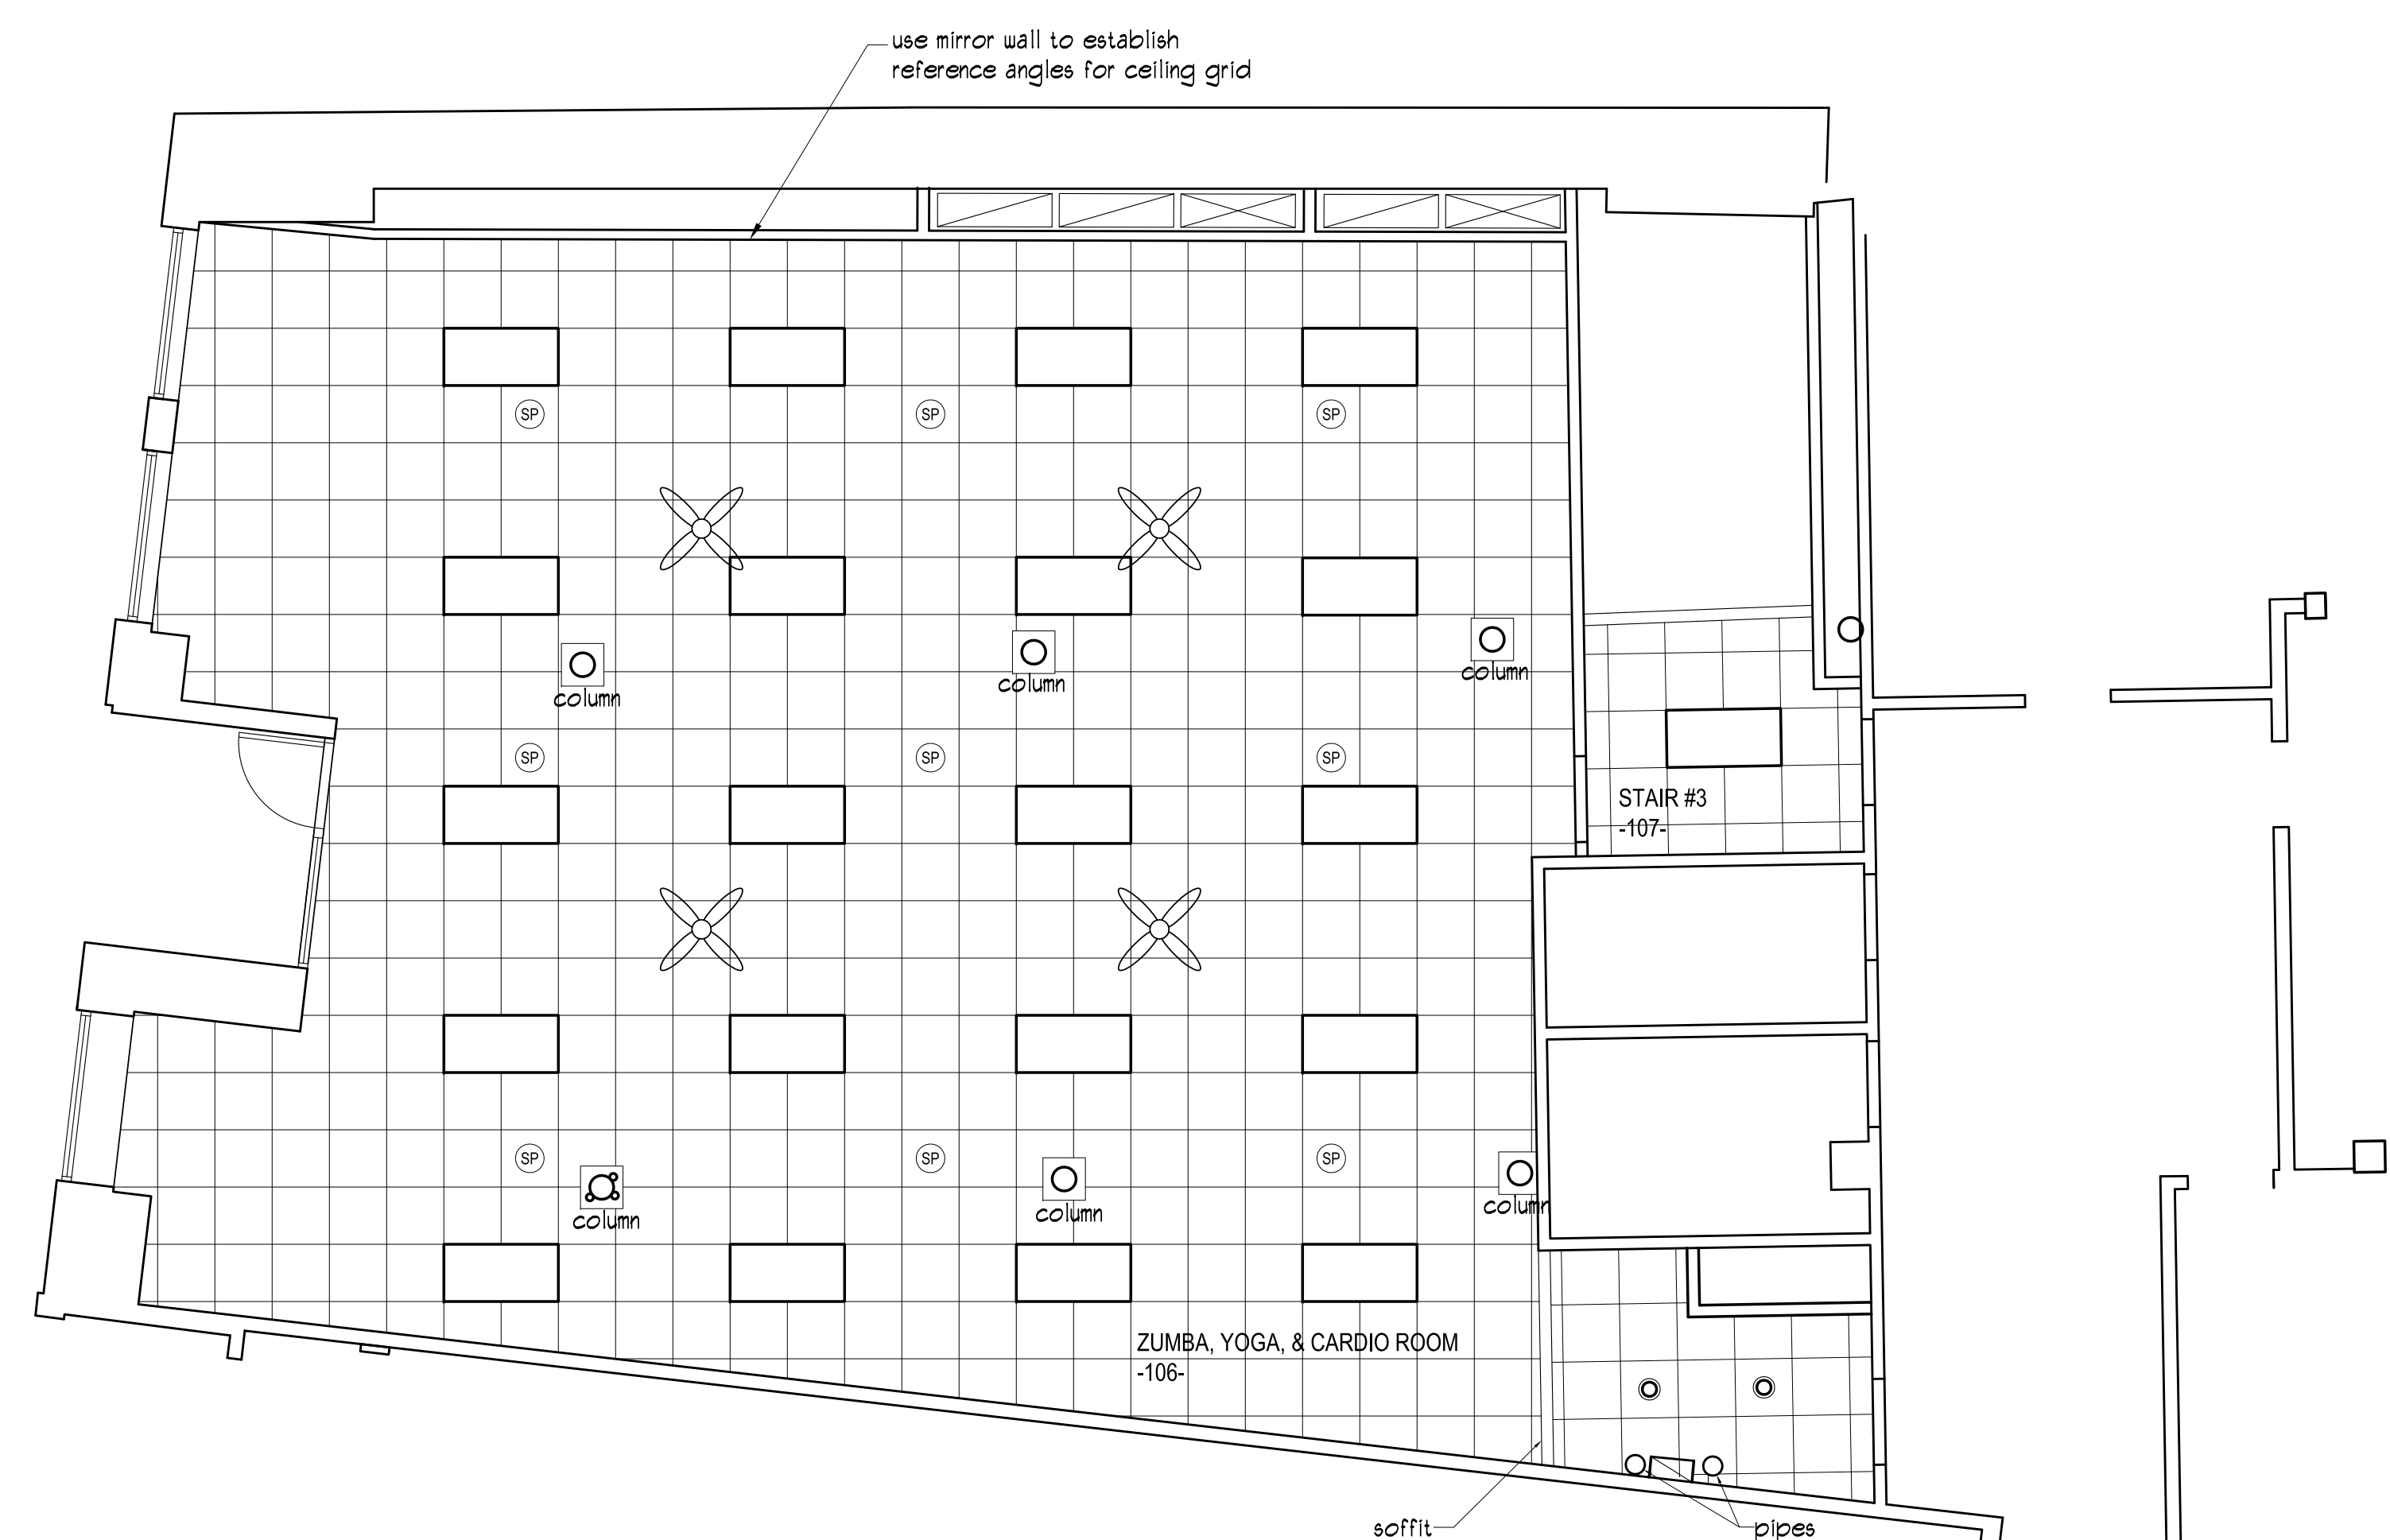 use mirror wall to establish
reference angles for ceiling grid
SP
SP
SP
column
column
column
SP
SP
SP
STAIR #3
-107-
SP
SP
SP
column
column
column
ZUMBA, YOGA, & CARDIO ROOM
-106-
soffit
pipes